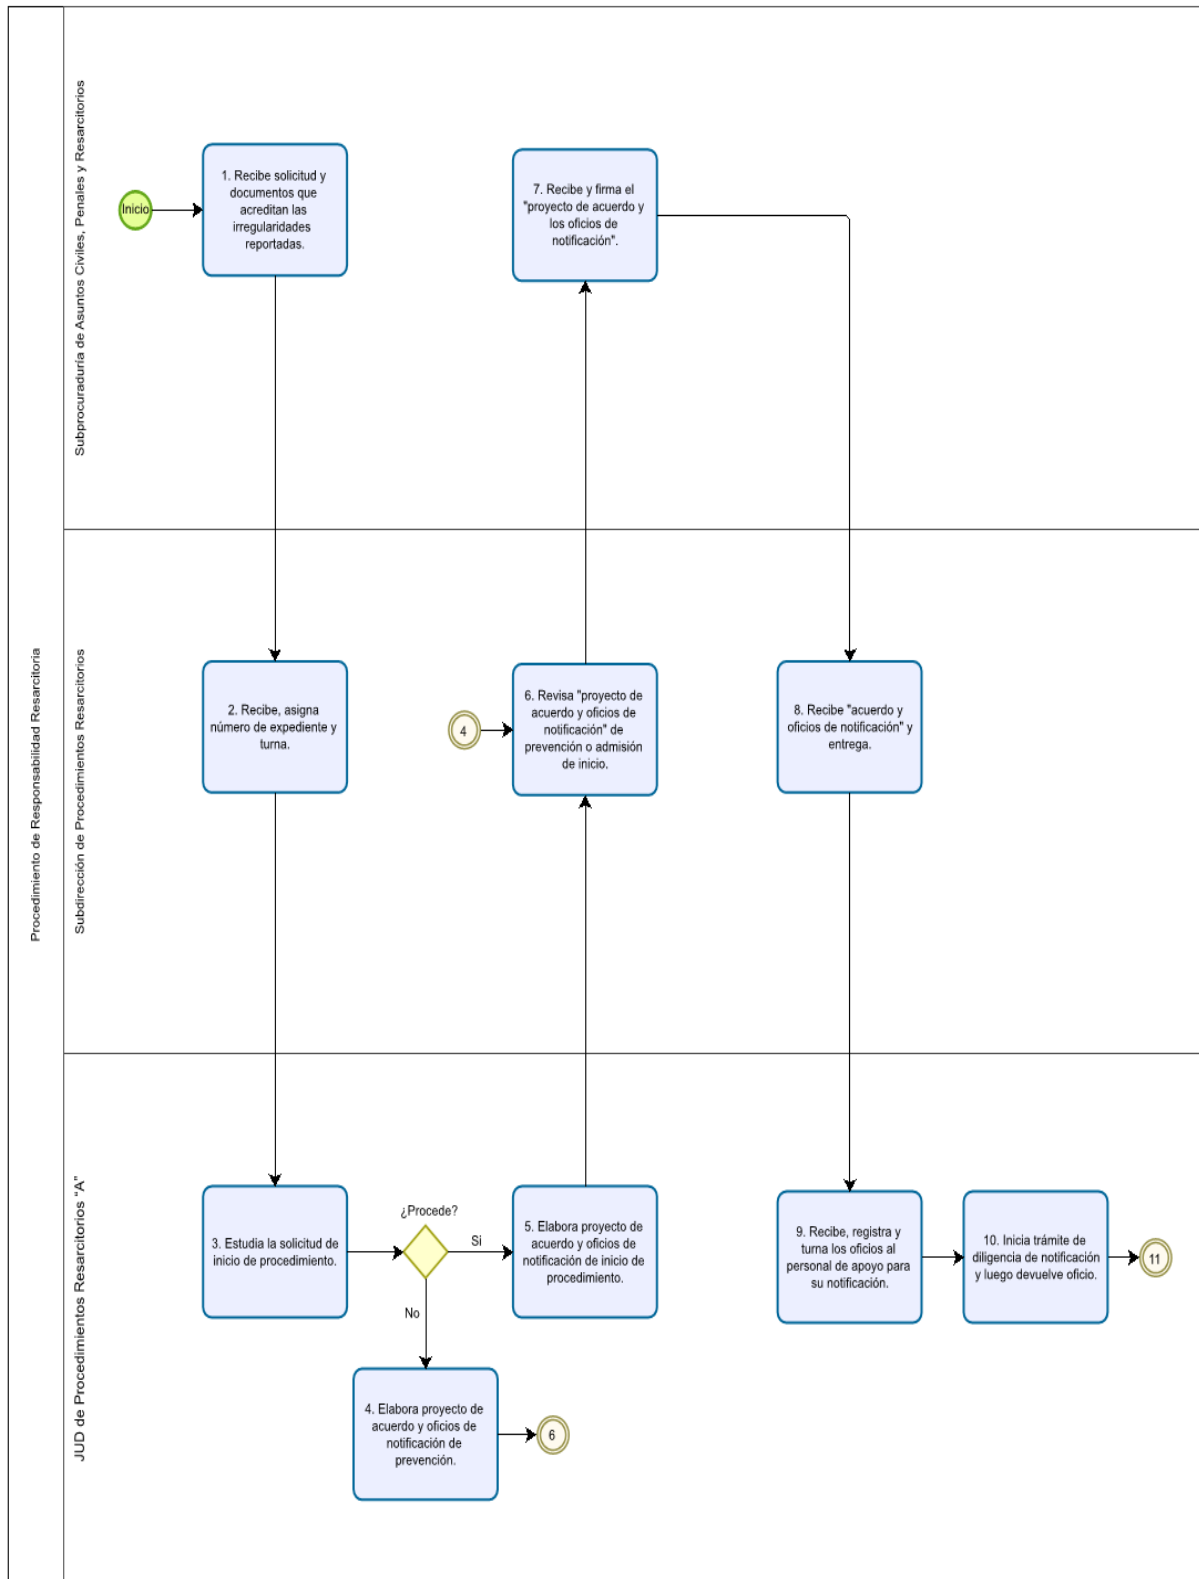 Procedimiento de Responsabilidad Resarcitoria
Subprocuraduría de Asuntos Civiles, Penales y Resarcitorios
Inicio
1. Recibe solicitud y
documentos que
acreditan las
irregularidades
reportadas.
7. Recibe y firma el
"proyecto de acuerdo y
los oficios de
notificación".
Subdirección de Procedimientos Resarcitorios
2. Recibe, asigna
número de expediente y
turna.
4
6. Revisa "proyecto de
acuerdo y oficios de
notificación" de
prevención o admisión
de inicio.
8. Recibe "acuerdo y
oficios de notificación" y
entrega.
JUD de Procedimientos Resarcitorios “A”
3. Estudia la solicitud de
inicio de procedimiento.
¿Procede?
Si
No
5. Elabora proyecto de
acuerdo y oficios de
notificación de inicio de
procedimiento.
4. Elabora proyecto de
acuerdo y oficios de
notificación de
prevención.
6
9. Recibe, registra y
turna los oficios al
personal de apoyo para
su notificación.
10. Inicia trámite de
diligencia de notificación
y luego devuelve oficio.
11